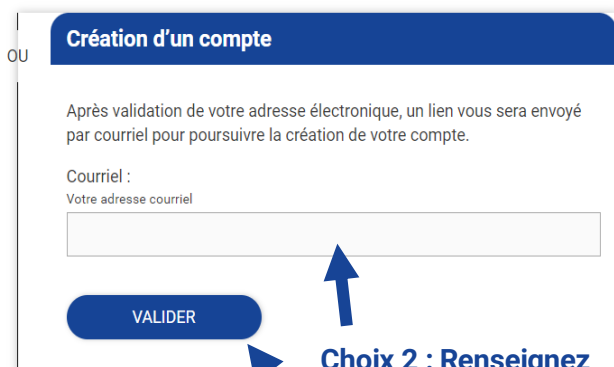 OU
Création d'un compte
Après validation de votre adresse électronique, un lien vous sera envoyé
par courriel pour poursuivre la création de votre compte.
Courriel :
Votre adresse courriel
VALIDER
Choix 2 : Renseignez